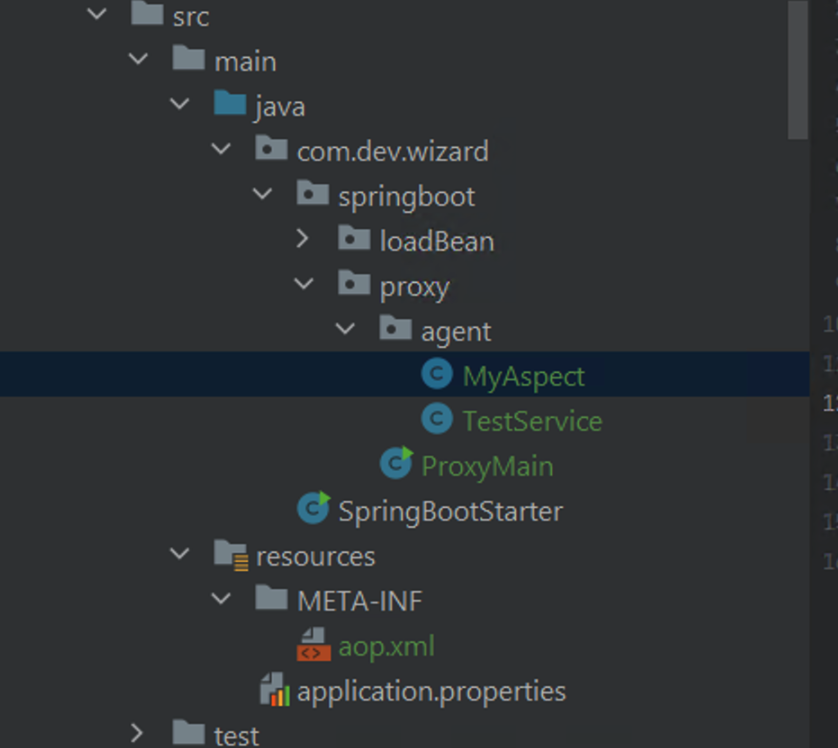 src
main
java
com.dev.wizard
springboot
loadBean
proxy
agent
MyAspect
TestService
ProxyMain
SpringBootStarter
resources
META-INF
aop.xml
application.properties
test